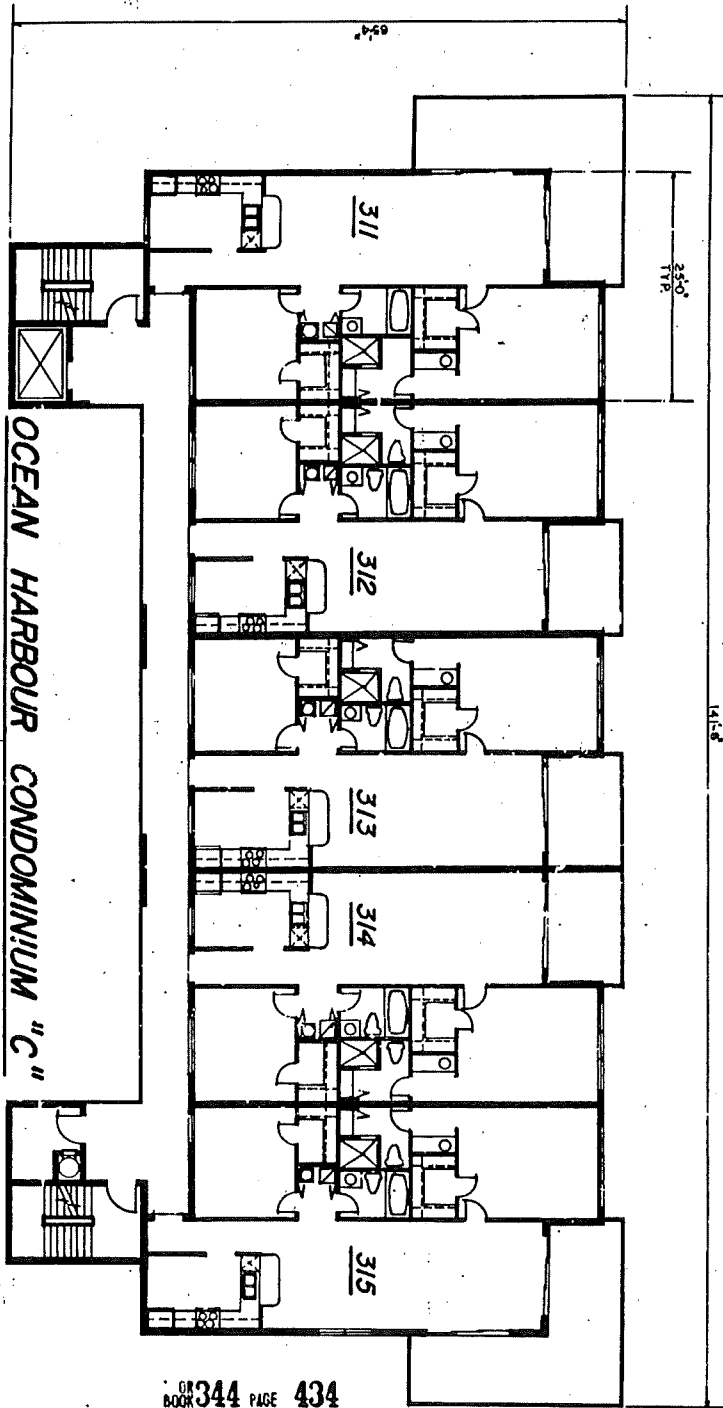 65'-4"
141'-8"
25'-0"
TYP.
311
312
313
314
315
OCEAN HARBOUR CONDOMINIUM "C"
OR
BOOK 344 PAGE 434